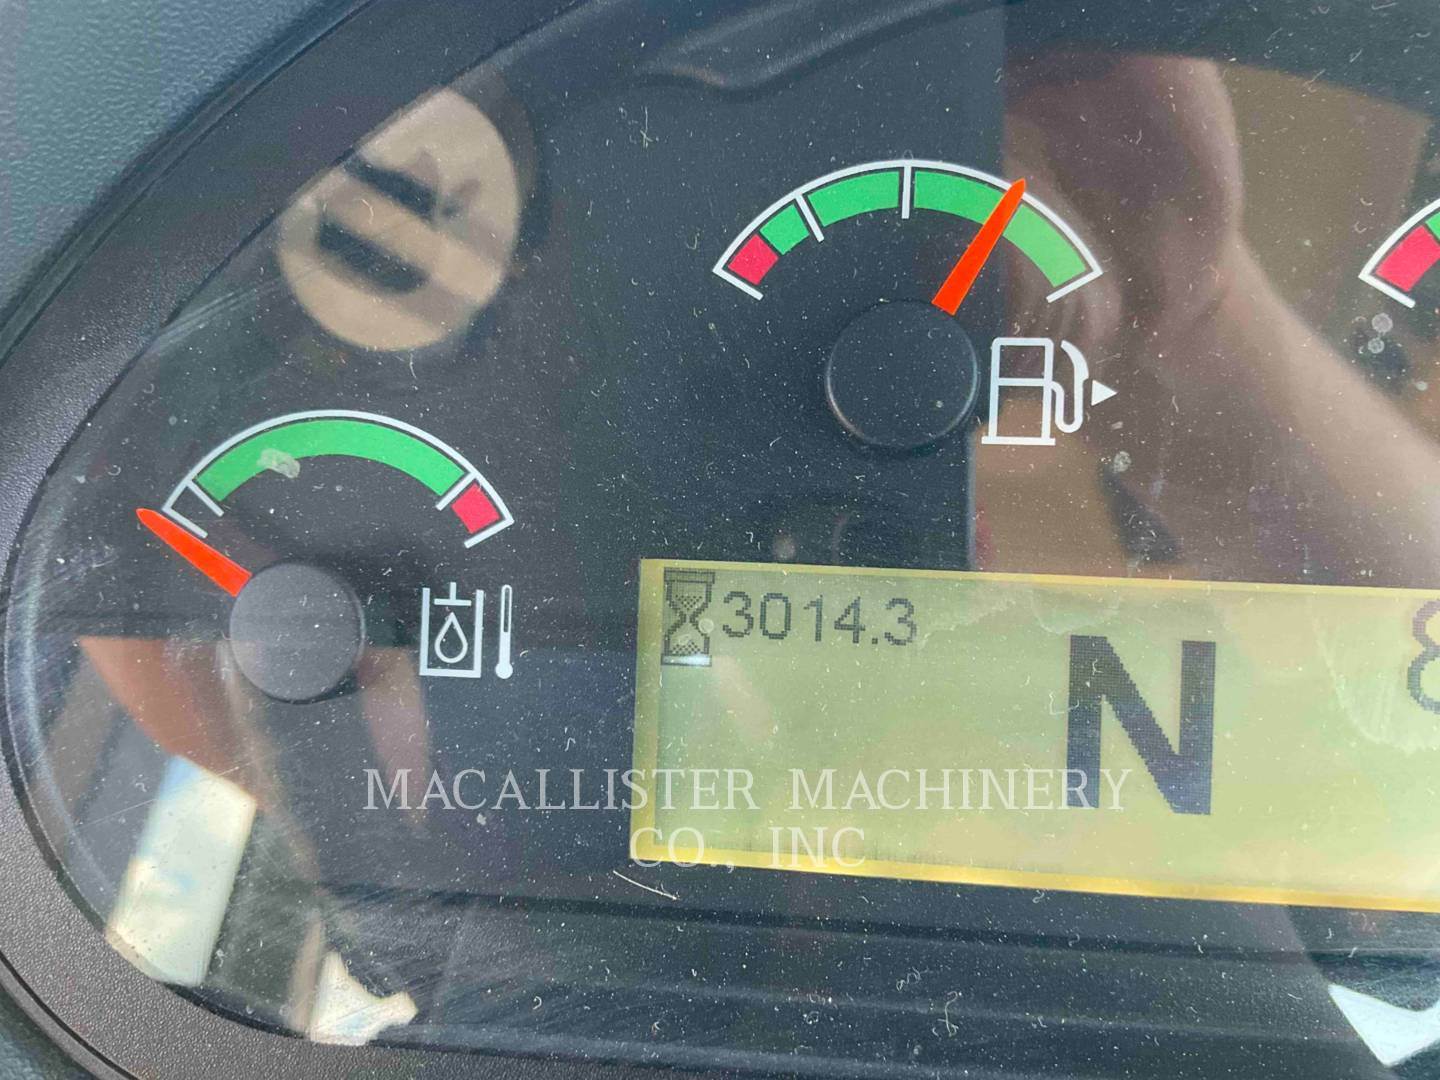 3014.3
N
MACALLISTER MACHINERY
CO., INC